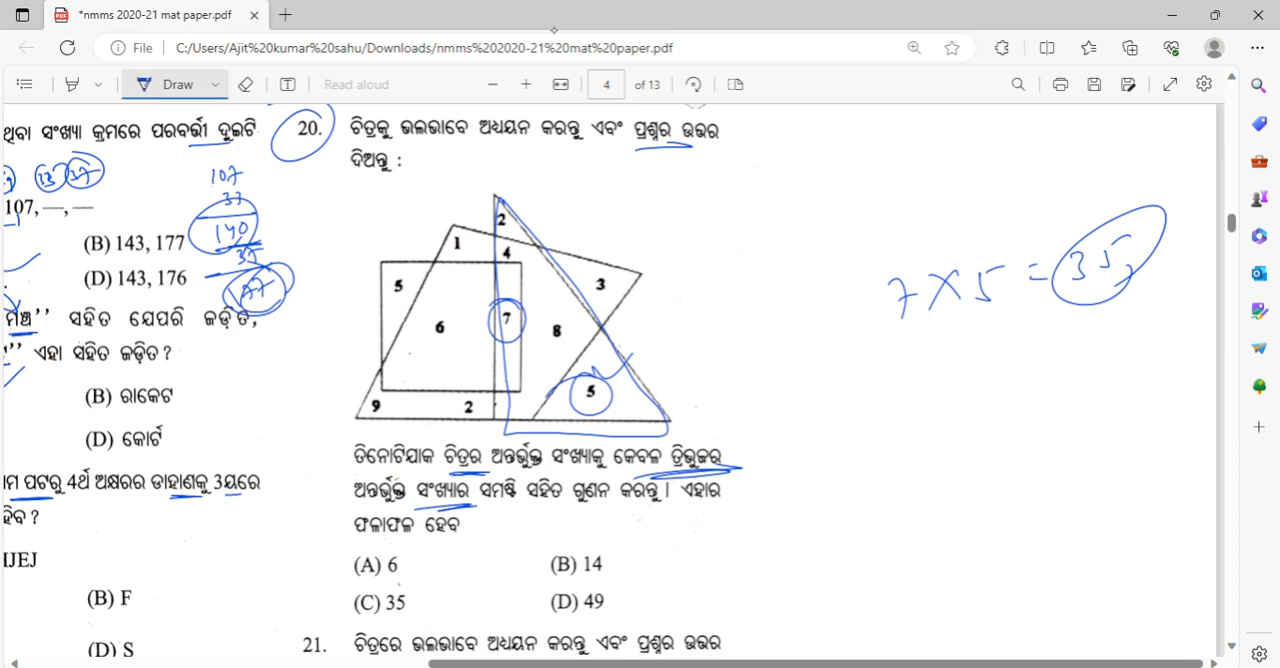 *nmms 2020-21 mat paper.pdf
File C:/Users/Ajit%20kumar%20sahu/Downloads/nmms%202020-21%20mat%20paper.pdf
Draw Read aloud 4 of 13
ଥିବା ସଂଖ୍ୟା କ୍ରମରେ ପରବର୍ତ୍ତୀ ଦୁଇଟି
33 37
107
33
107, —, —
140
(B) 143, 177
37
(D) 143, 176
177
ମଞ୍ଚ’’ ସହିତ ଯେପରି ଜଡ଼ିତ,
’’ ଏହା ସହିତ ଜଡ଼ିତ ?
(B) ରାକେଟ
(D) କୋର୍ଟ
ପଟରୁ 4ର୍ଥ ଅକ୍ଷରର ଡାହାଣକୁ 3ୟରେ
ହିବ ?
IJEJ
(B) F
(D) S
20. ଚିତ୍ରକୁ ଭଲଭାବେ ଅଧ୍ୟୟନ କରନ୍ତୁ ଏବଂ ପ୍ରଶ୍ନର ଉତ୍ତର
ଦିଅନ୍ତୁ :
2
1 4
5 3
6 7 8
5
9 2
ତିନୋଟିଯାକ ଚିତ୍ରର ଅନ୍ତର୍ଭୁକ୍ତ ସଂଖ୍ୟାକୁ କେବଳ ତ୍ରିଭୁଜର
ଅନ୍ତର୍ଭୁକ୍ତ ସଂଖ୍ୟାର ସମଷ୍ଟି ସହିତ ଗୁଣନ କରନ୍ତୁ । ଏହାର
ଫଳାଫଳ ହେବ
(A) 6 (B) 14
(C) 35 (D) 49
21. ଚିତ୍ରରେ ଭଲଭାବେ ଅଧ୍ୟୟନ କରନ୍ତୁ ଏବଂ ପ୍ରଶ୍ନର ଉତ୍ତର
7 X 5 = 35